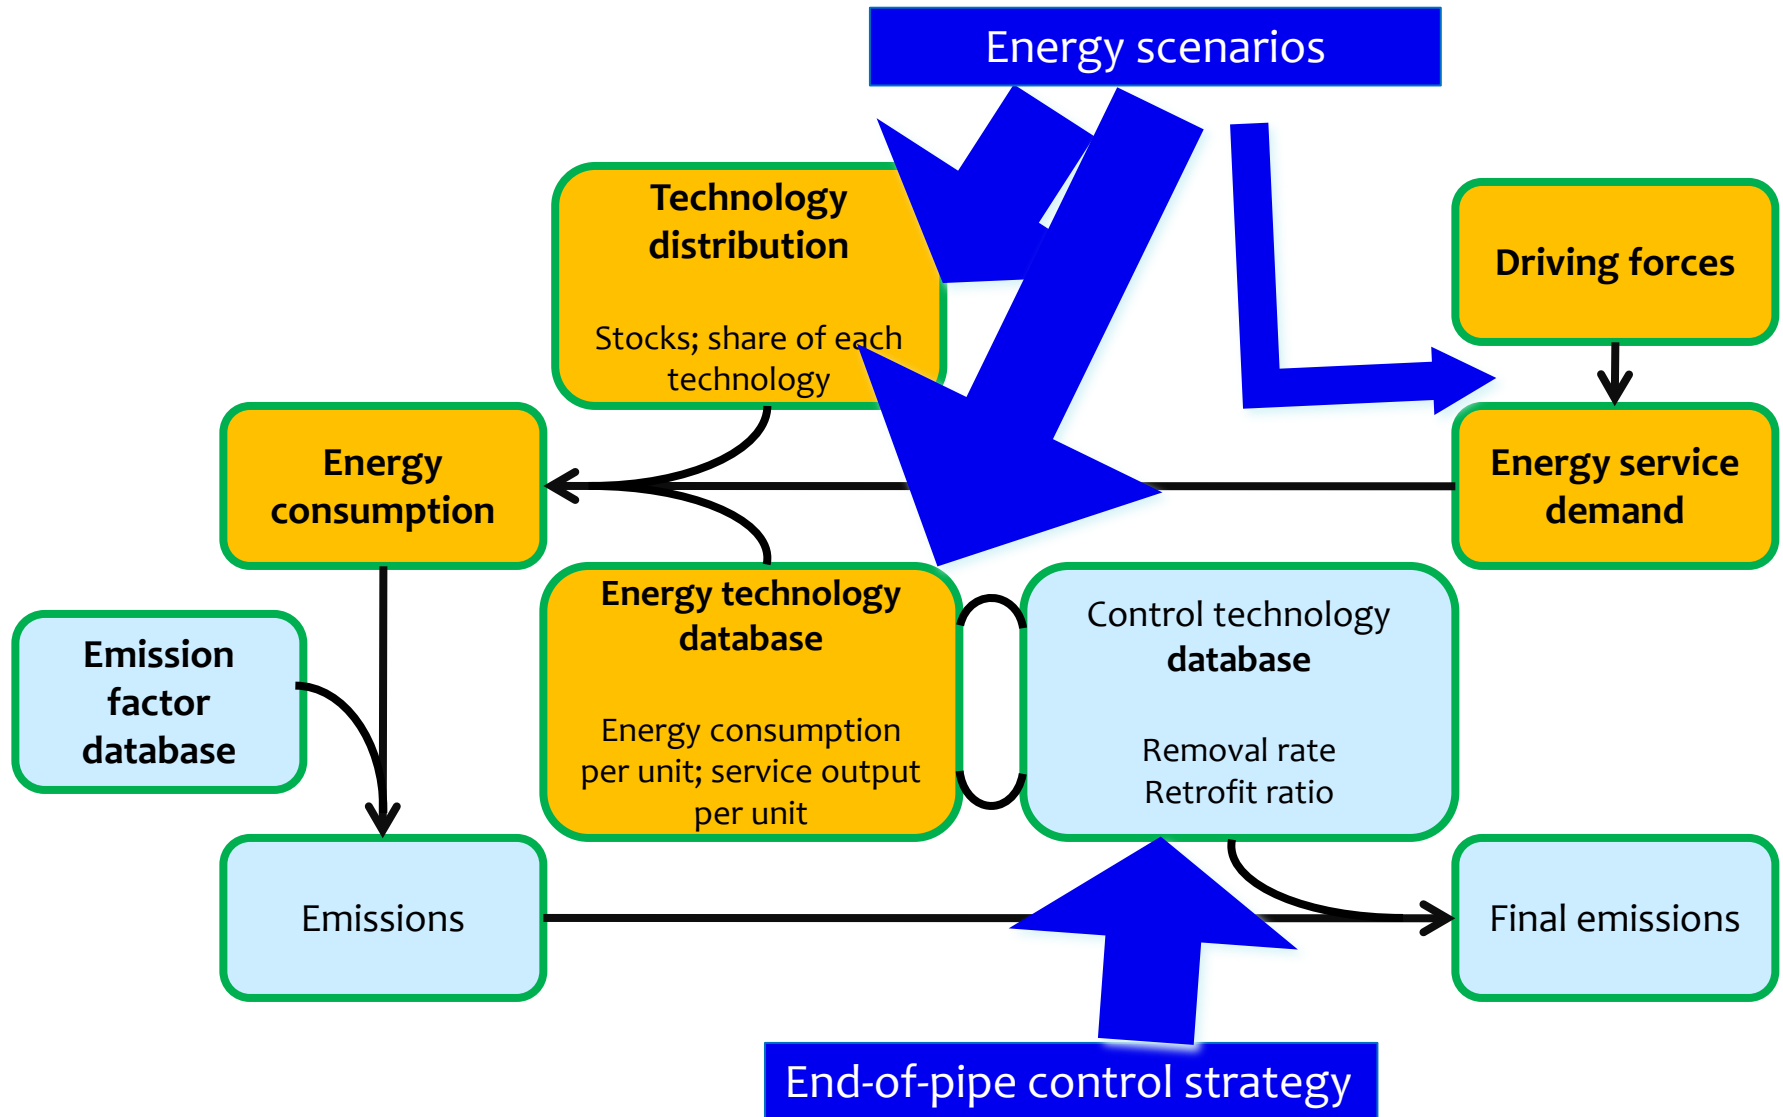 Energy scenarios
Technology
distribution
Stocks; share of each
technology
Driving forces
Energy
consumption
Energy service
demand
Energy technology
database
Energy consumption
per unit; service output
per unit
Control technology
database
Removal rate
Retrofit ratio
Emission
factor
database
Emissions
Final emissions
End-of-pipe control strategy